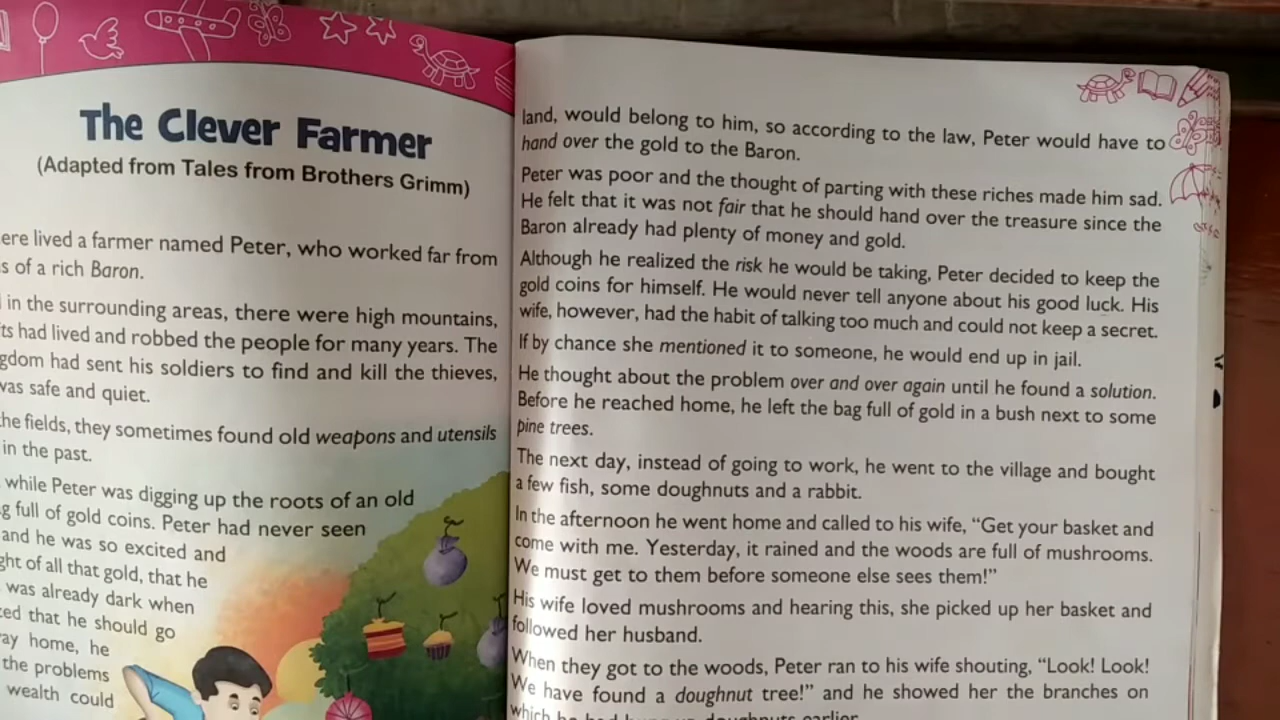 The Clever Farmer
(Adapted from Tales from Brothers Grimm)
ere lived a farmer named Peter, who worked far from
s of a rich Baron.
in the surrounding areas, there were high mountains,
ts had lived and robbed the people for many years. The
gdom had sent his soldiers to find and kill the thieves,
was safe and quiet.
the fields, they sometimes found old weapons and utensils
in the past.
while Peter was digging up the roots of an old
g full of gold coins. Peter had never seen
and he was so excited and
ght of all that gold, that he
was already dark when
ted that he should go
ay home, he
the problems
wealth could
land, would belong to him, so according to the law, Peter would have to
hand over the gold to the Baron.
Peter was poor and the thought of parting with these riches made him sad.
He felt that it was not fair that he should hand over the treasure since the
Baron already had plenty of money and gold.
Although he realized the risk he would be taking, Peter decided to keep the
gold coins for himself. He would never tell anyone about his good luck. His
wife, however, had the habit of talking too much and could not keep a secret.
If by chance she mentioned it to someone, he would end up in jail.
He thought about the problem over and over again until he found a solution.
Before he reached home, he left the bag full of gold in a bush next to some
pine trees.
The next day, instead of going to work, he went to the village and bought
a few fish, some doughnuts and a rabbit.
In the afternoon he went home and called to his wife, “Get your basket and
come with me. Yesterday, it rained and the woods are full of mushrooms.
We must get to them before someone else sees them!”
His wife loved mushrooms and hearing this, she picked up her basket and
followed her husband.
When they got to the woods, Peter ran to his wife shouting, “Look! Look!
We have found a doughnut tree!” and he showed her the branches on
which he had hung doughnuts earlier